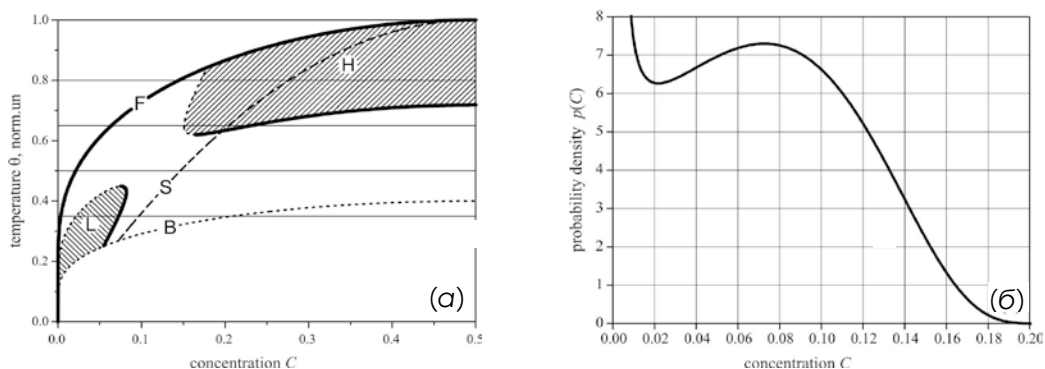 1.0
0.8
0.6
0.4
0.2
0.0
temperature θ, norm.un
F
H
S
L
B
(а)
0.0 0.1 0.2 0.3 0.4 0.5
concentration C
8
7
6
5
4
3
2
1
0
probability density p(C)
(б)
0.00 0.02 0.04 0.06 0.08 0.10 0.12 0.14 0.16 0.18 0.20
concentration C